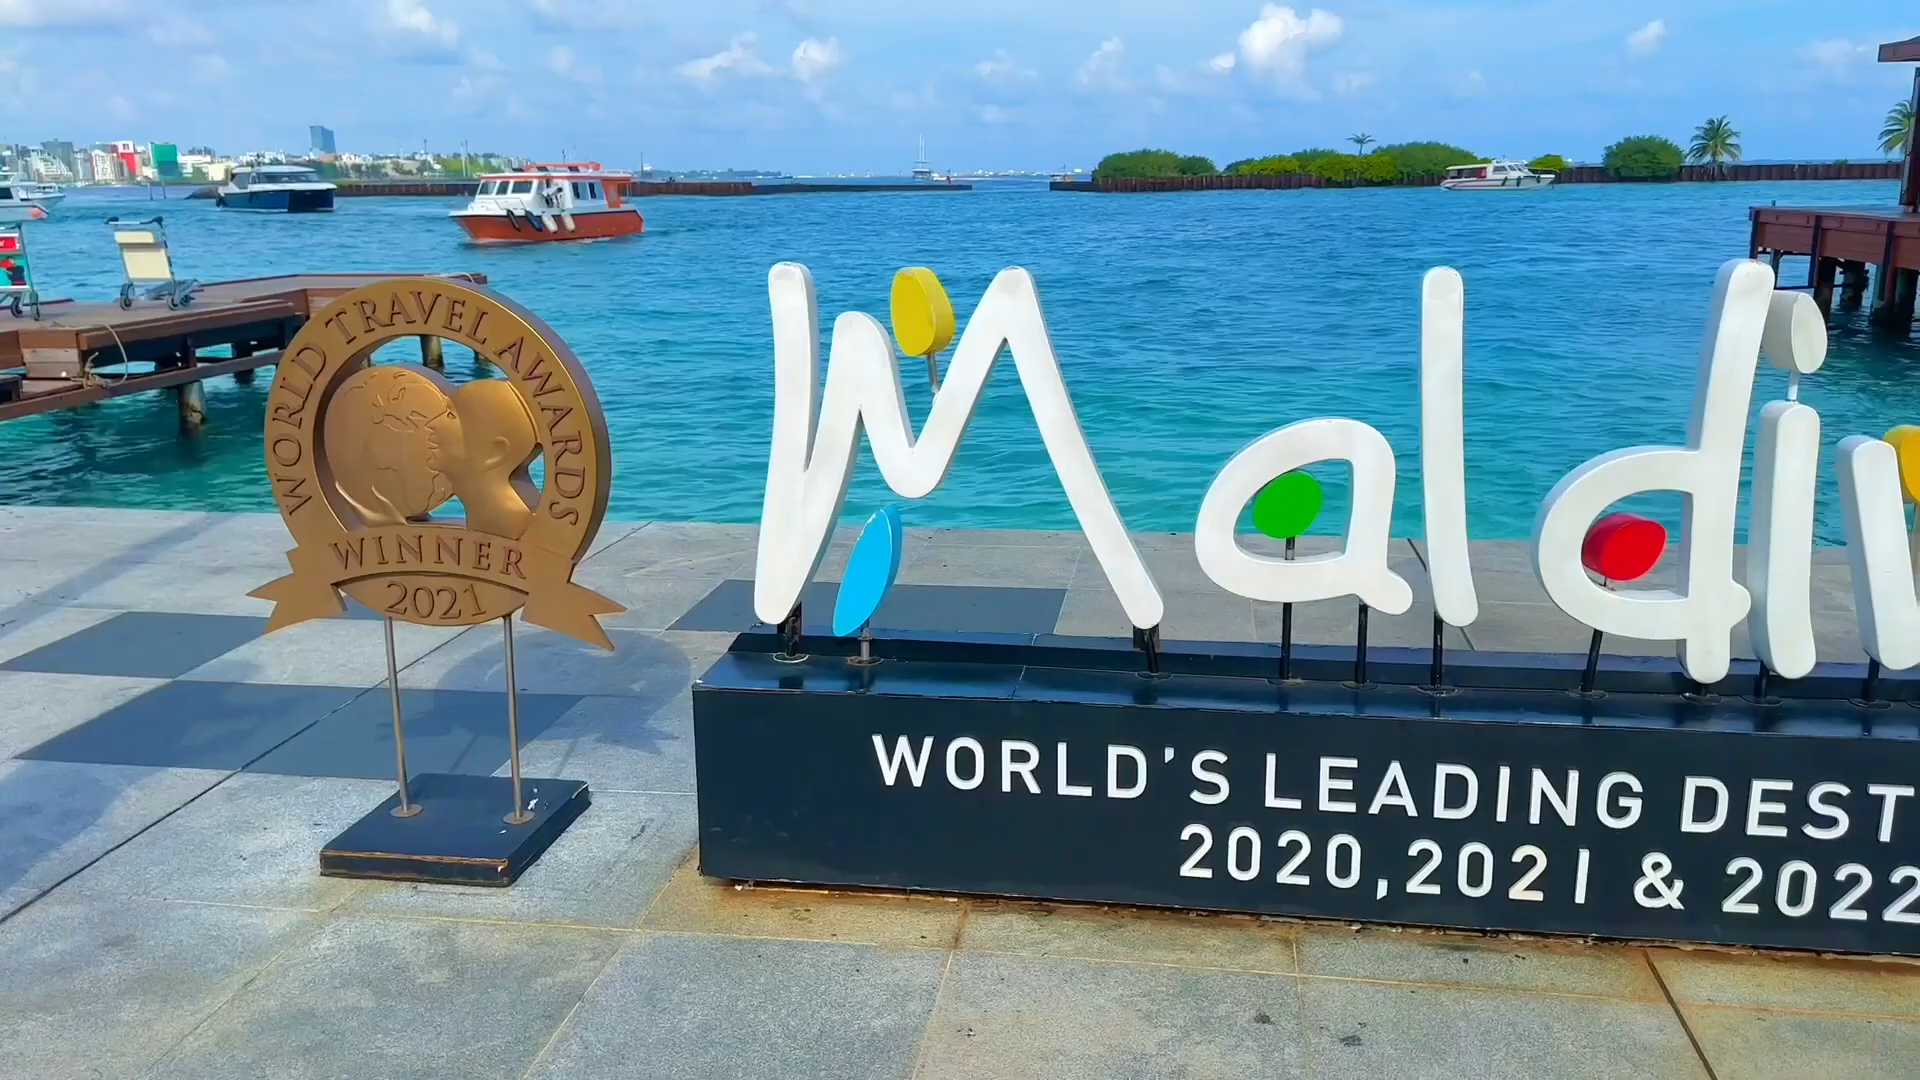 WORLD TRAVEL AWARDS
WINNER
2021
Maldiv
WORLD'S LEADING DEST
2020,2021 & 2022